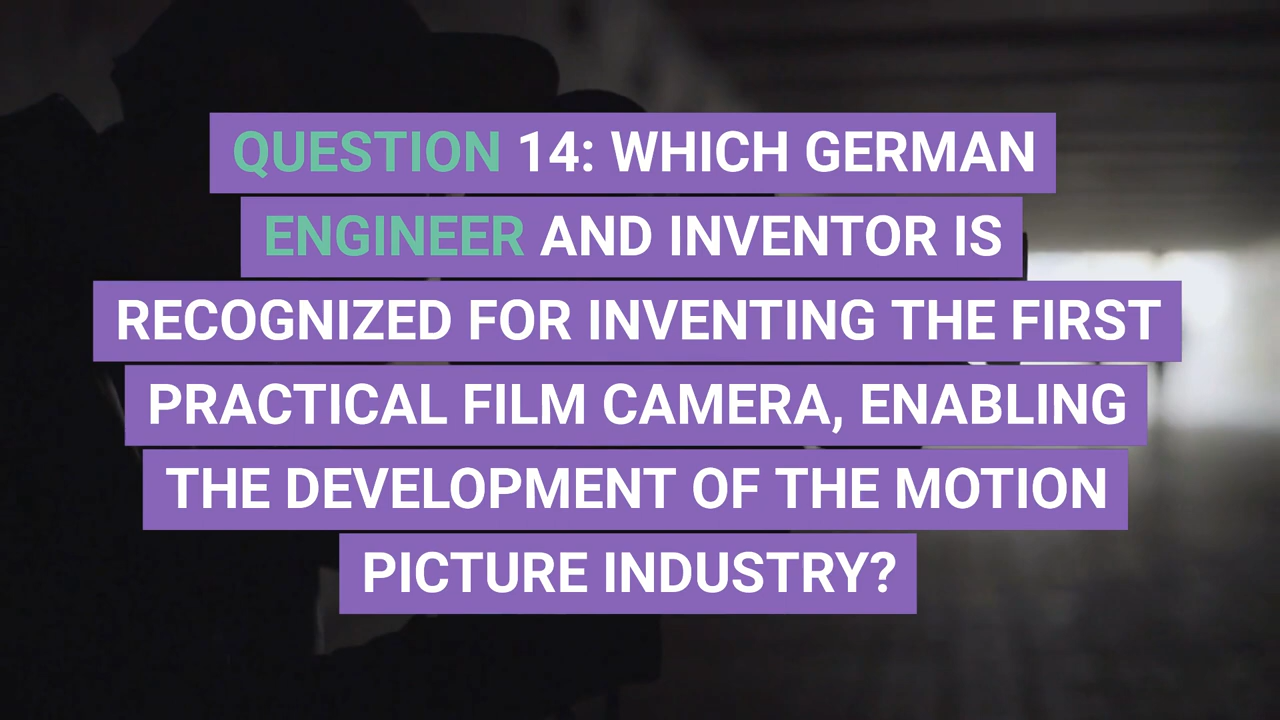 QUESTION 14: WHICH GERMAN
ENGINEER AND INVENTOR IS
RECOGNIZED FOR INVENTING THE FIRST
PRACTICAL FILM CAMERA, ENABLING
THE DEVELOPMENT OF THE MOTION
PICTURE INDUSTRY?